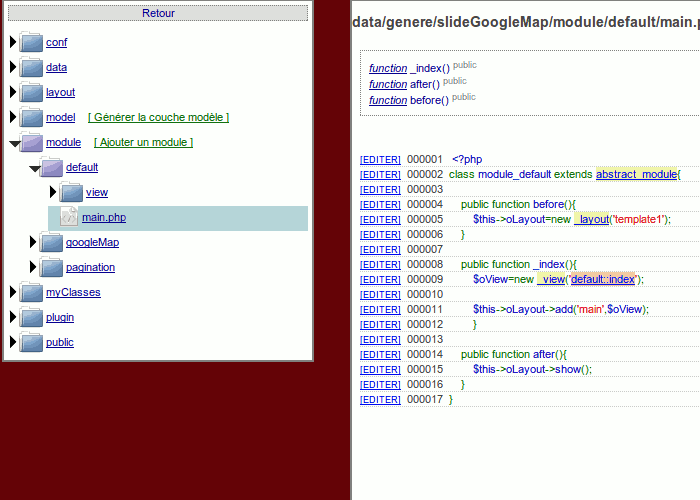 Retour
conf
data
layout
model [ Générer la couche modèle ]
module [ Ajouter un module ]
default
view
main.php
googleMap
pagination
myClasses
plugin
public
data/genere/slideGoogleMap/module/default/main.p
function _index() public
function after() public
function before() public
[EDITER] 000001 <?php
[EDITER] 000002 class module_default extends abstract_module{
[EDITER] 000003
[EDITER] 000004 public function before(){
[EDITER] 000005 $this->oLayout=new _layout('template1');
[EDITER] 000006 }
[EDITER] 000007
[EDITER] 000008 public function _index(){
[EDITER] 000009 $oView=new _view('default::index');
[EDITER] 000010
[EDITER] 000011 $this->oLayout->add('main',$oView);
[EDITER] 000012 }
[EDITER] 000013
[EDITER] 000014 public function after(){
[EDITER] 000015 $this->oLayout->show();
[EDITER] 000016 }
[EDITER] 000017 }